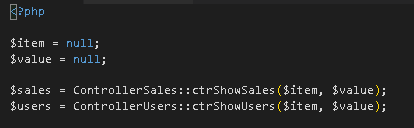 <?php
$item = null;
$value = null;
$sales = ControllerSales::ctrShowSales($item, $value);
$users = ControllerUsers::ctrShowUsers($item, $value);